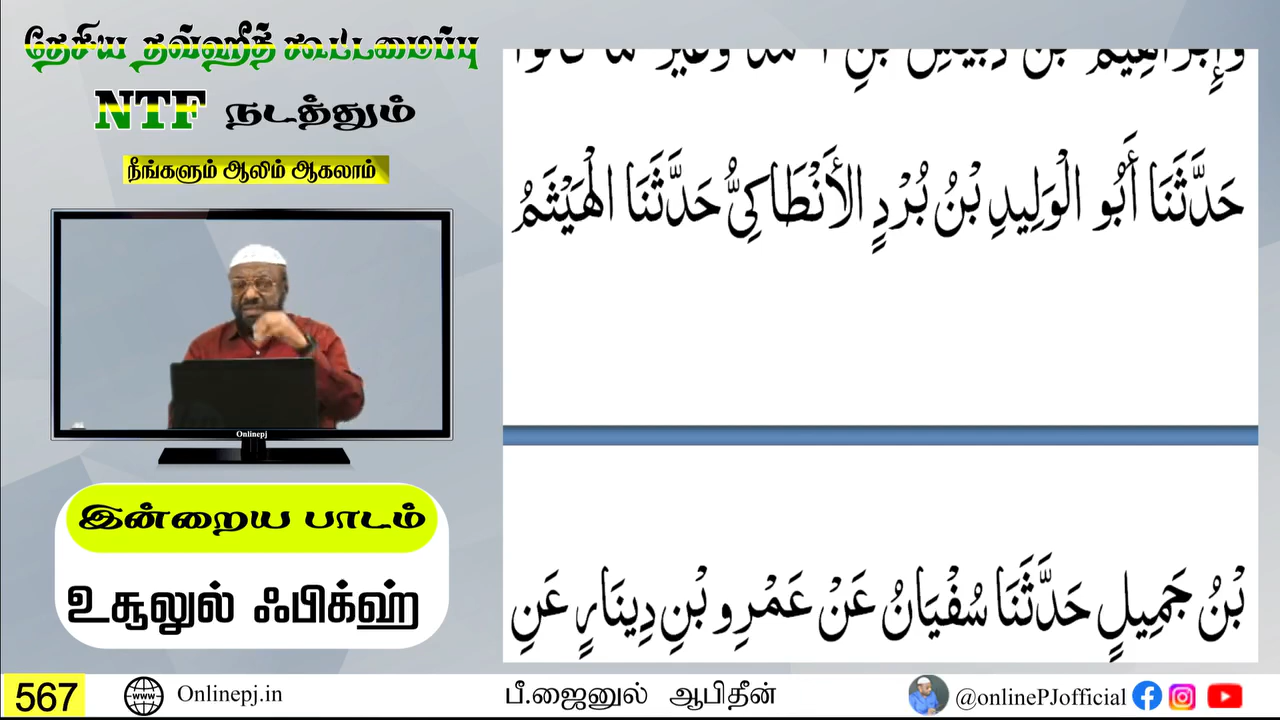 தேசிய தவ்ஹீத் கூட்டமைப்பு
NTF நடத்தும்
நீங்களும் ஆலிம் ஆகலாம்
Onlinepj
இன்றைய பாடம்
உசூலுல் ஃபிக்ஹ்
حَدَّثَنَا أَبُو الْوَلِيدِ بْنُ بُرْدٍ الأَنْطَاكِىُّ حَدَّثَنَا الْهَيْثَمُ
بْنُ جَمِيلٍ حَدَّثَنَا سُفْيَانُ عَنْ عَمْرِو بْنِ دِينَارٍ عَنِ
567
www
Onlinepj.in
பீ.ஜைனுல் ஆபிதீன்
@onlinePJofficial